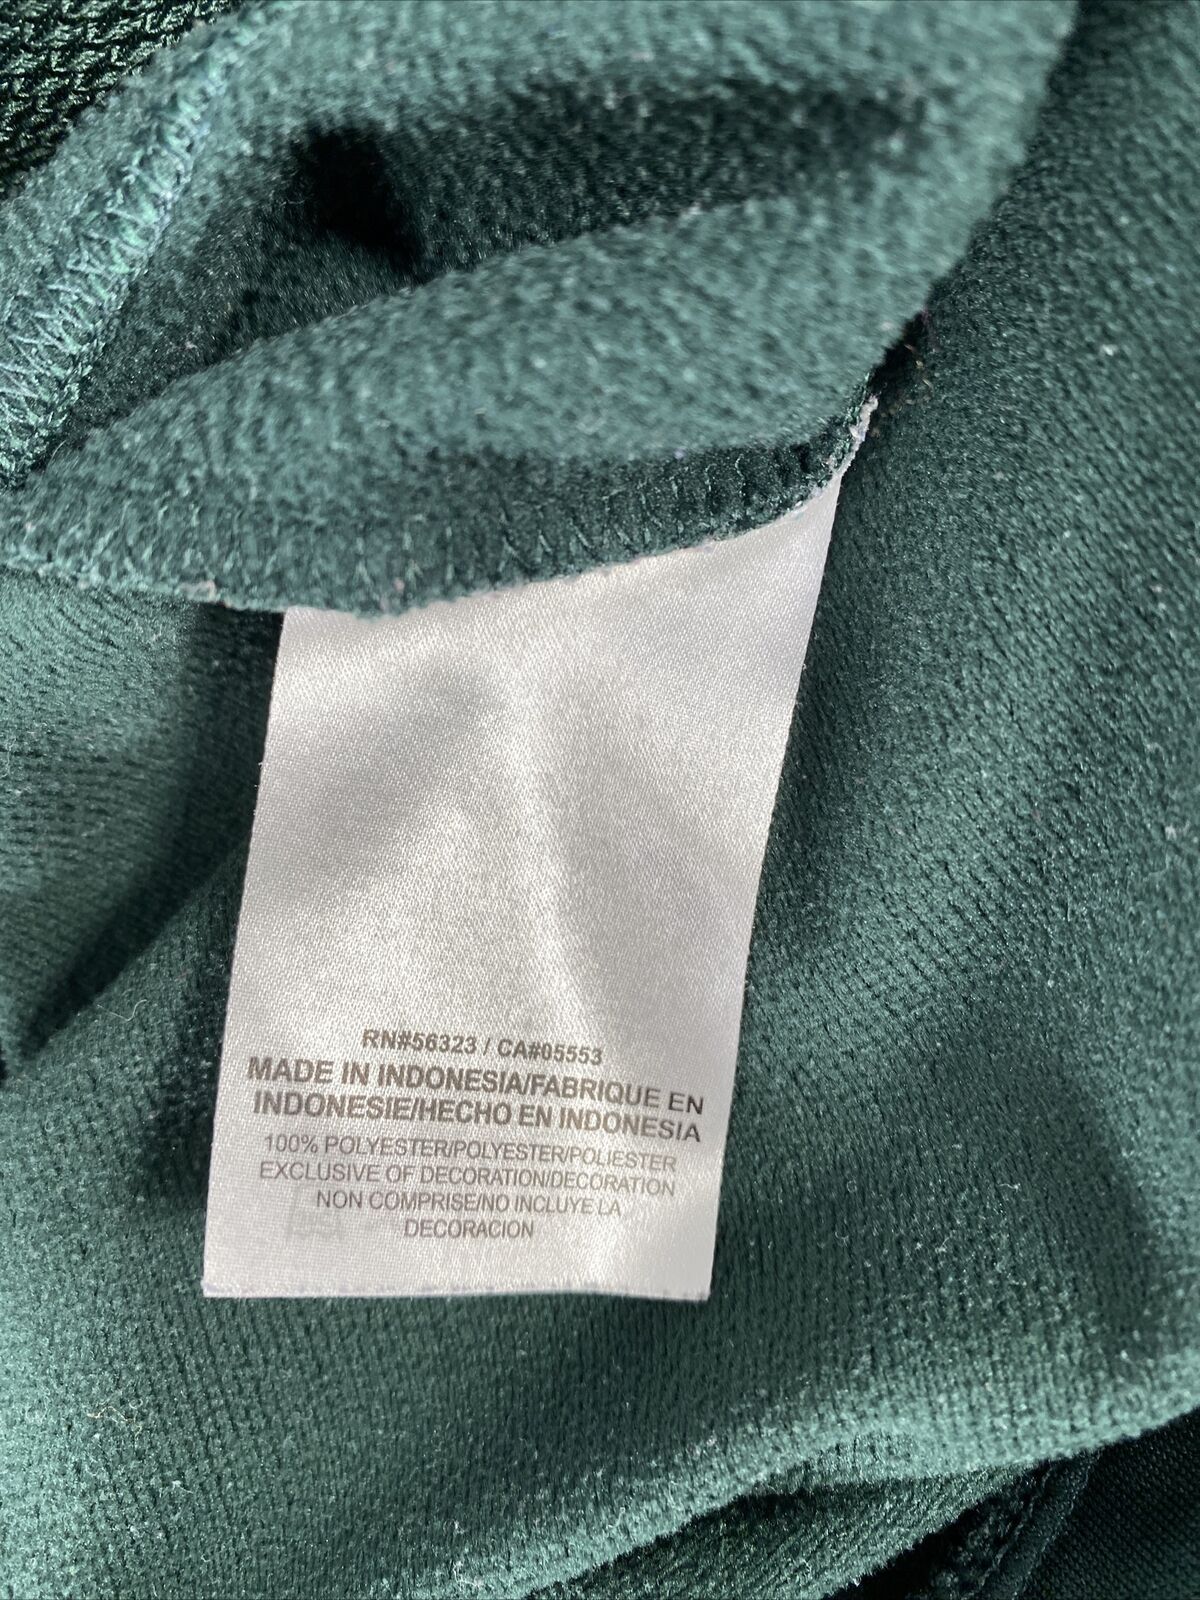 RN#56323 / CA#05553
MADE IN INDONESIA/FABRIQUE EN
INDONESIE/HECHO EN INDONESIA
100% POLYESTER/POLYESTER/POLIESTER
EXCLUSIVE OF DECORATION/DECORATION
NON COMPRISE/NO INCLUYE LA
DECORACION